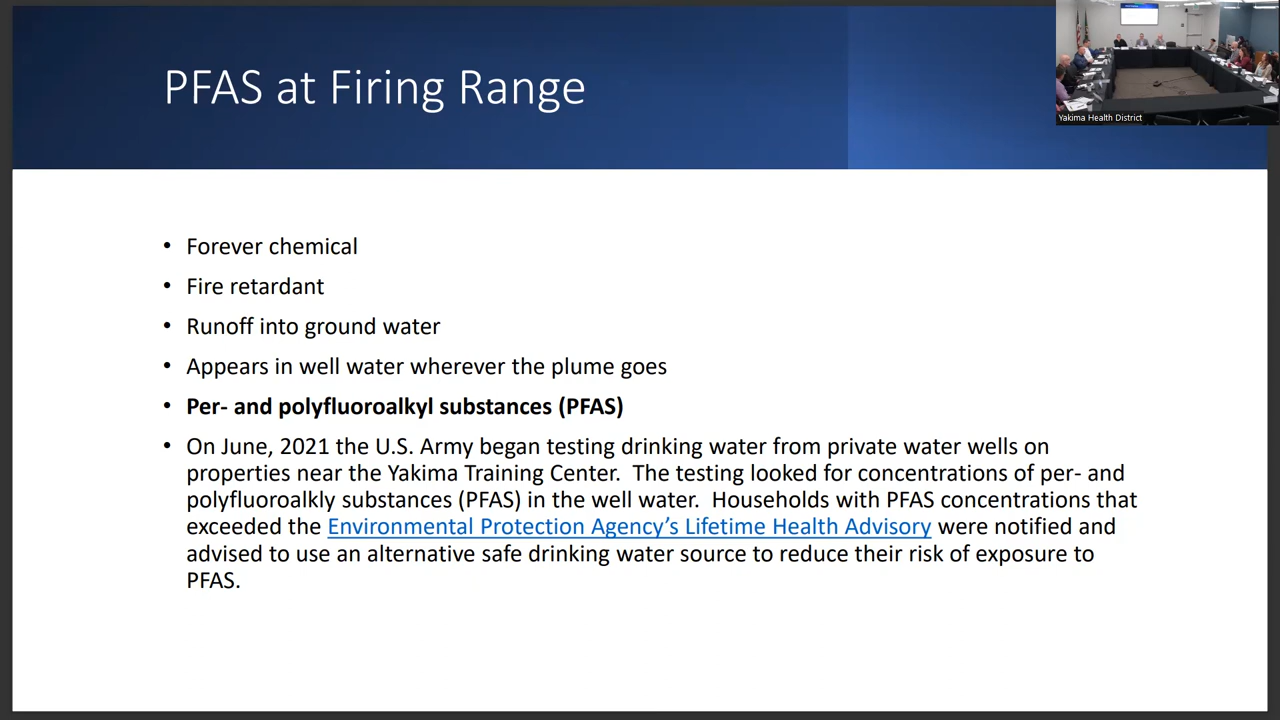 PFAS at Firing Range
Yakima Health District
• Forever chemical
• Fire retardant
• Runoff into ground water
• Appears in well water wherever the plume goes
• Per- and polyfluoroalkyl substances (PFAS)
• On June, 2021 the U.S. Army began testing drinking water from private water wells on
properties near the Yakima Training Center.  The testing looked for concentrations of per- and
polyfluoroalkly substances (PFAS) in the well water.  Households with PFAS concentrations that
exceeded the Environmental Protection Agency’s Lifetime Health Advisory were notified and
advised to use an alternative safe drinking water source to reduce their risk of exposure to
PFAS.